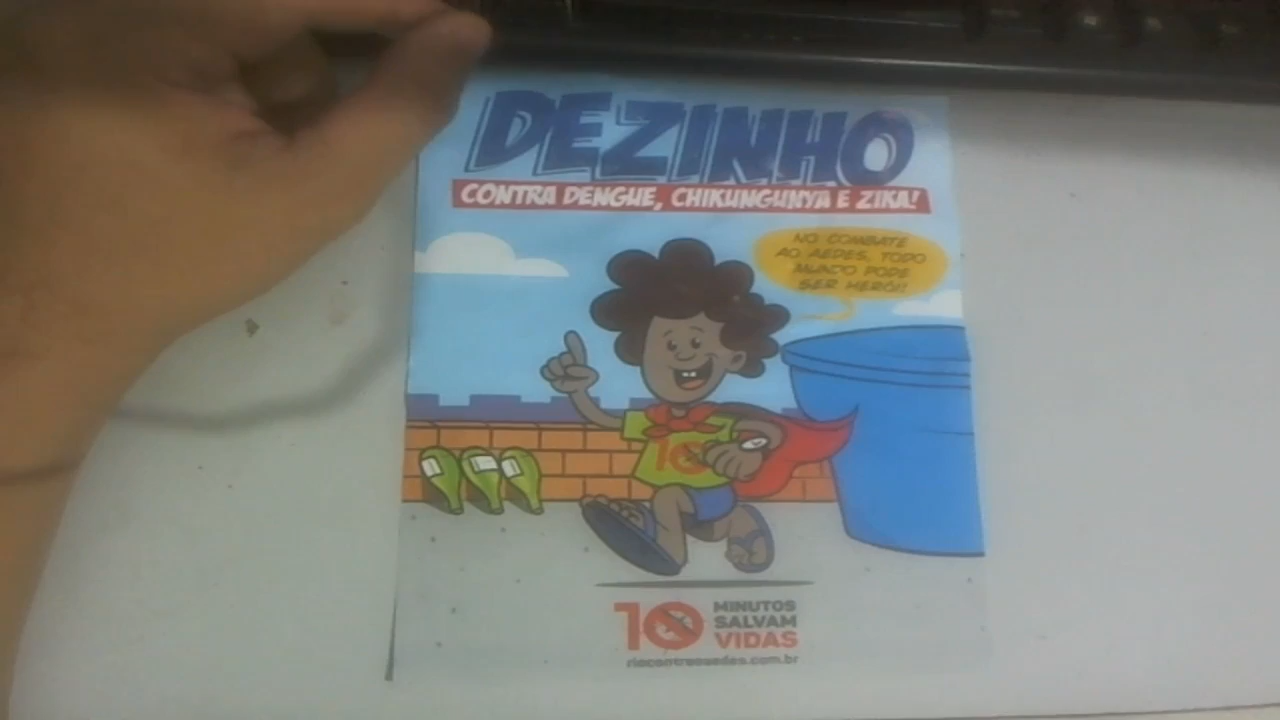 DEZINHO
CONTRA DENGUE, CHIKUNGUNYA E ZIKA!
NO COMBATE
AO AEDES, TODO
MUNDO PODE
SER HERÓI!
10
10
MINUTOS
SALVAM
VIDAS
riocontraaedes.com.br